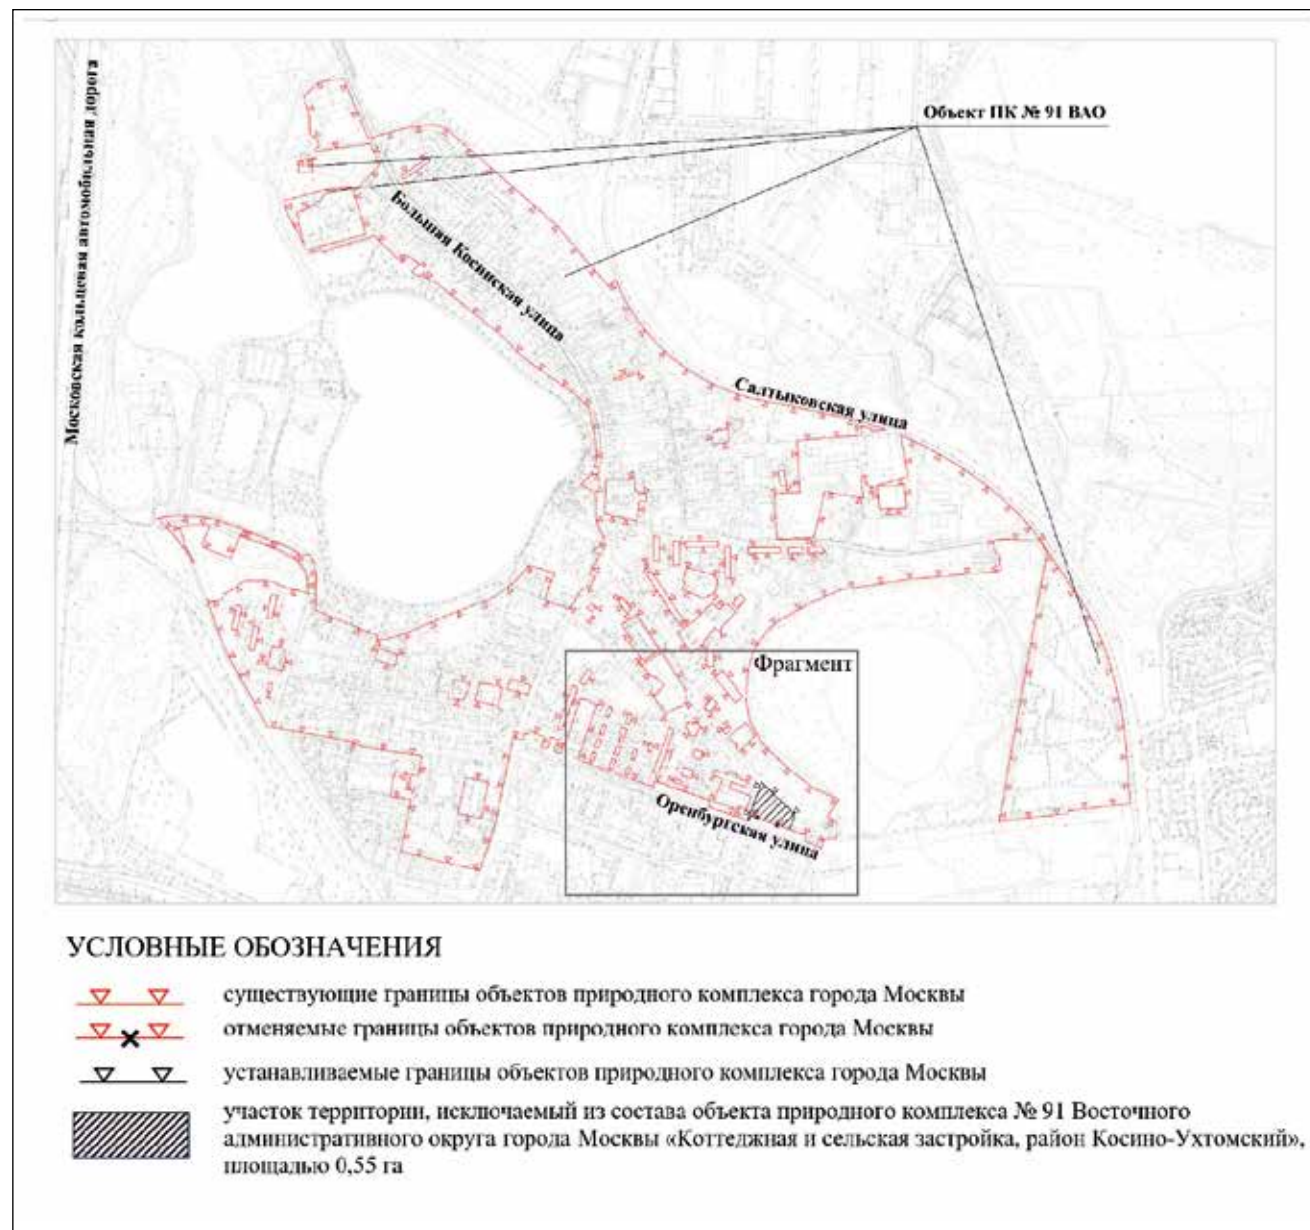 Московская кольцевая автомобильная дорога
Объект ПК № 91 ВАО
Большая Косинская улица
Салтыковская улица
Фрагмент
Оренбургская улица
УСЛОВНЫЕ ОБОЗНАЧЕНИЯ
существующие границы объектов природного комплекса города Москвы
отменяемые границы объектов природного комплекса города Москвы
устанавливаемые границы объектов природного комплекса города Москвы
участок территории, исключаемый из состава объекта природного комплекса № 91 Восточного
административного округа города Москвы «Коттеджная и сельская застройка, район Косино-Ухтомский»,
площадью 0,55 га